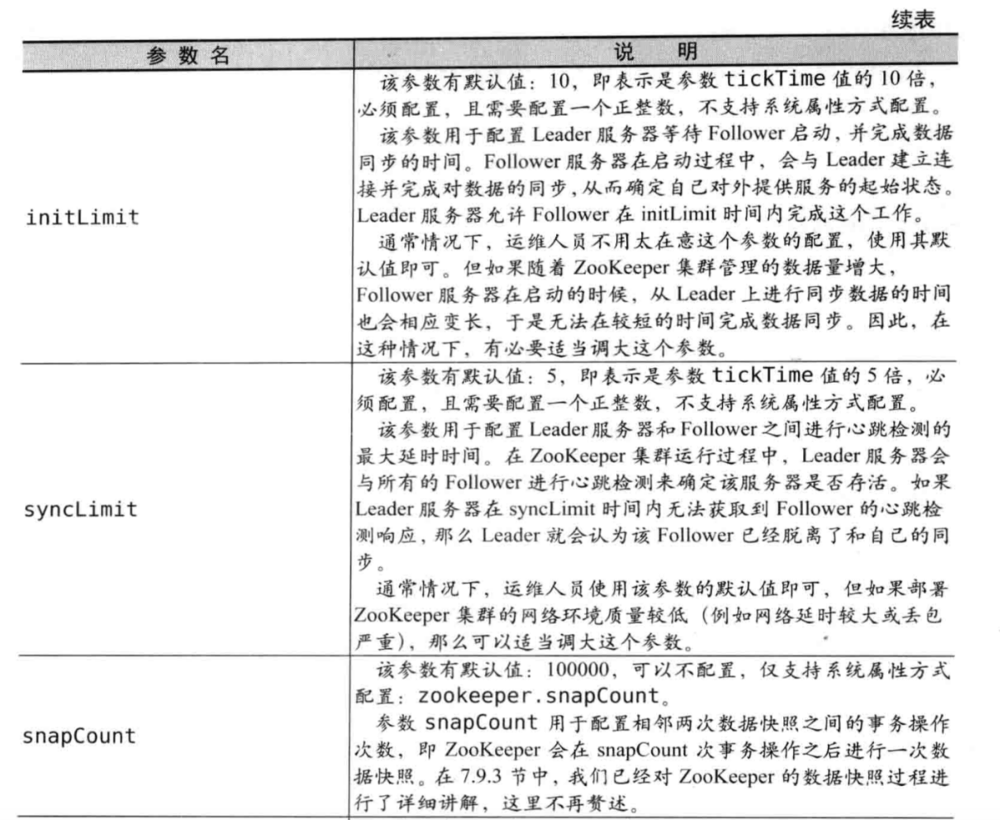 续表
参 数 名	说 明
initLimit
该参数有默认值：10，即表示是参数 tickTime 值的 10 倍，
必须配置，且需要配置一个正整数，不支持系统属性方式配置。
该参数用于配置 Leader 服务器等待 Follower 启动，并完成数据
同步的时间。Follower 服务器在启动过程中，会与 Leader 建立连
接并完成对数据的同步，从而确定自己对外提供服务的起始状态。
Leader 服务器允许 Follower 在 initLimit 时间内完成这个工作。
通常情况下，运维人员不用太在意这个参数的配置，使用其默
认值即可。但如果随着 ZooKeeper 集群管理的数据量增大，
Follower 服务器在启动的时候，从 Leader 上进行同步数据的时间
也会相应变长，于是无法在较短的时间完成数据同步。因此，在
这种情况下，有必要适当调大这个参数。
syncLimit
该参数有默认值：5，即表示是参数 tickTime 值的 5 倍，必
须配置，且需要配置一个正整数，不支持系统属性方式配置。
该参数用于配置 Leader 服务器和 Follower 之间进行心跳检测的
最大延时时间。在 ZooKeeper 集群运行过程中，Leader 服务器会
与所有的 Follower 进行心跳检测来确定该服务器是否存活。如果
Leader 服务器在 syncLimit 时间内无法获取到 Follower 的心跳检
测响应，那么 Leader 就会认为该 Follower 已经脱离了和自己的同
步。
通常情况下，运维人员使用该参数的默认值即可，但如果部署
ZooKeeper 集群的网络环境质量较低（例如网络延时较大或丢包
严重），那么可以适当调大这个参数。
snapCount
该参数有默认值：100000，可以不配置，仅支持系统属性方式
配置：zookeeper.snapCount。
参数 snapCount 用于配置相邻两次数据快照之间的事务操作
次数，即 ZooKeeper 会在 snapCount 次事务操作之后进行一次数
据快照。在 7.9.3 节中，我们已经对 ZooKeeper 的数据快照过程进
行了详细讲解，这里不再赘述。